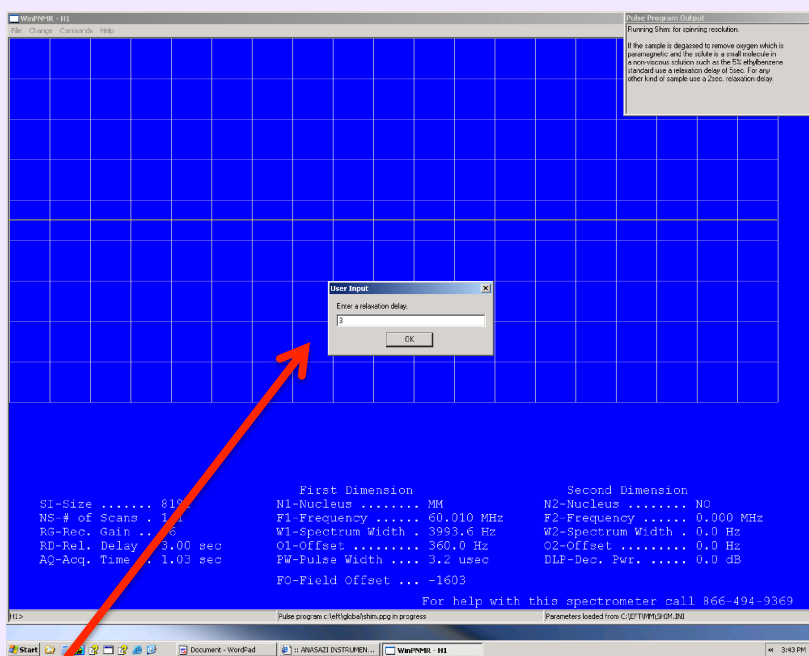 WinPNMR - H1
File Change Commands Help
Pulse Program Output
Running Shim: for spinning resolution.
If the sample is degassed to remove oxygen which is
paramagnetic and the solute is a small molecule in
a non-viscous solution such as the 5% ethylbenzene
standard use a relaxation delay of 5sec. For any
other kind of sample use a 2sec. relaxation delay.
User Input
Enter a relaxation delay.
3
OK
First Dimension Second Dimension
SI-Size ....... N1-Nucleus ........ MM N2-Nucleus ........ NO
NS-# of Scans . F1-Frequency ...... 60.010 MHz F2-Frequency ...... 0.000 MHz
RG-Rec. Gain W1-Spectrum Width . 3993.6 Hz W2-Spectrum Width . 0.0 Hz
RD-Rel. Delay 3.00 sec O1-Offset ......... 360.0 Hz O2-Offset ......... 0.0 Hz
AQ-Acq. Time 1.03 sec PW-Pulse Width .... 3.2 usec DLP-Dec. Pwr. ..... 0.0 dB
FO-Field Offset ... -1603
For help with this spectrometer call 866-494-9369
H1>
Pulse program c:\eft\global\shim.ppg in progress
Parameters loaded from C:\EFT\MM\SHIM.INI
Start Document - WordPad :: ANASAZI INSTRUMEN... WinPNMR - H1 « 3:43 PM